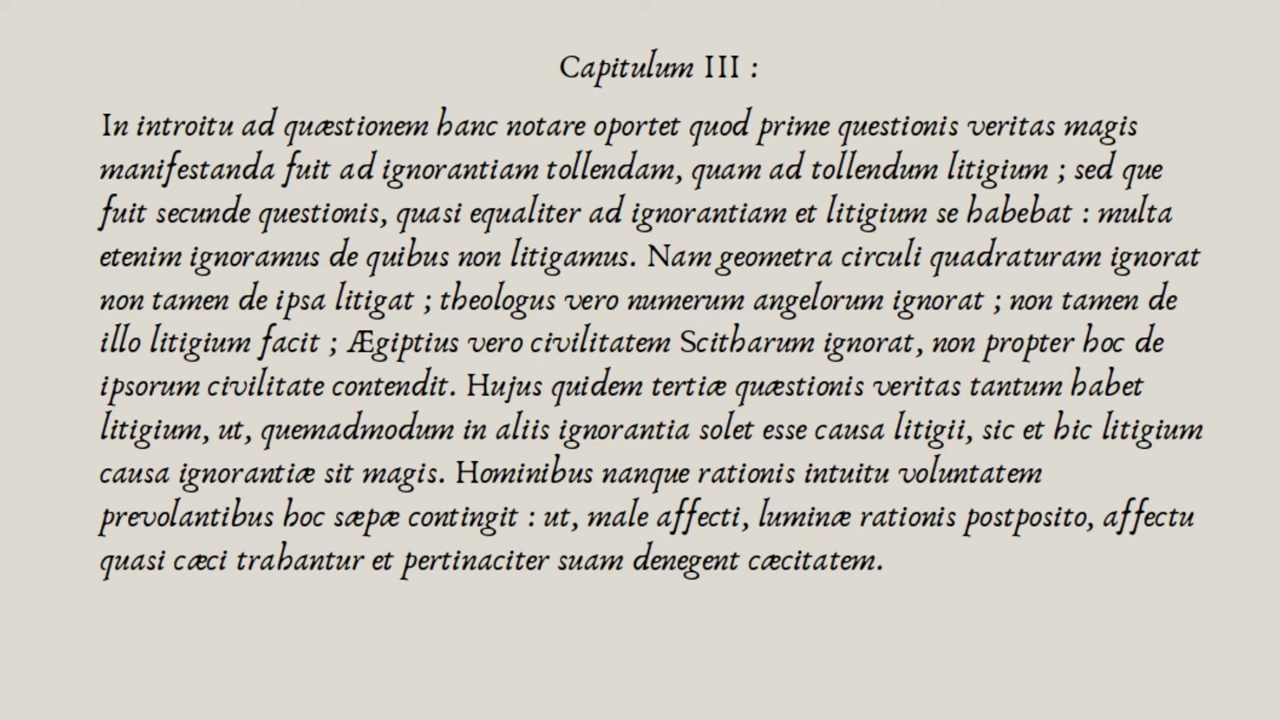 Capitulum III :
In introitu ad quæstionem hanc notare oportet quod prime questionis veritas magis
manifestanda fuit ad ignorantiam tollendam, quam ad tollendum litigium ; sed que
fuit secunde questionis, quasi equaliter ad ignorantiam et litigium se habebat : multa
etenim ignoramus de quibus non litigamus. Nam geometra circuli quadraturam ignorat
non tamen de ipsa litigat ; theologus vero numerum angelorum ignorat ; non tamen de
illo litigium facit ; Ægiptius vero civilitatem Scitharum ignorat, non propter hoc de
ipsorum civilitate contendit. Hujus quidem tertiæ quæstionis veritas tantum habet
litigium, ut, quemadmodum in aliis ignorantia solet esse causa litigii, sic et hic litigium
causa ignorantiæ sit magis. Hominibus nanque rationis intuitu voluntatem
prevolantibus hoc sæpæ contingit : ut, male affecti, luminæ rationis postposito, affectu
quasi cæci trahantur et pertinaciter suam denegent cæcitatem.